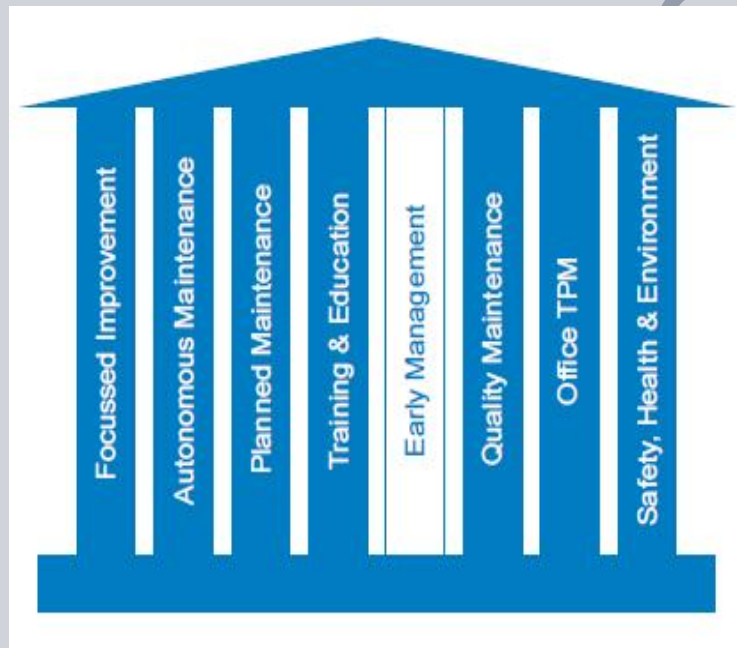 Focussed Improvement
Autonomous Maintenance
Planned Maintenance
Training & Education
Early Management
Quality Maintenance
Office TPM
Safety, Health & Environment